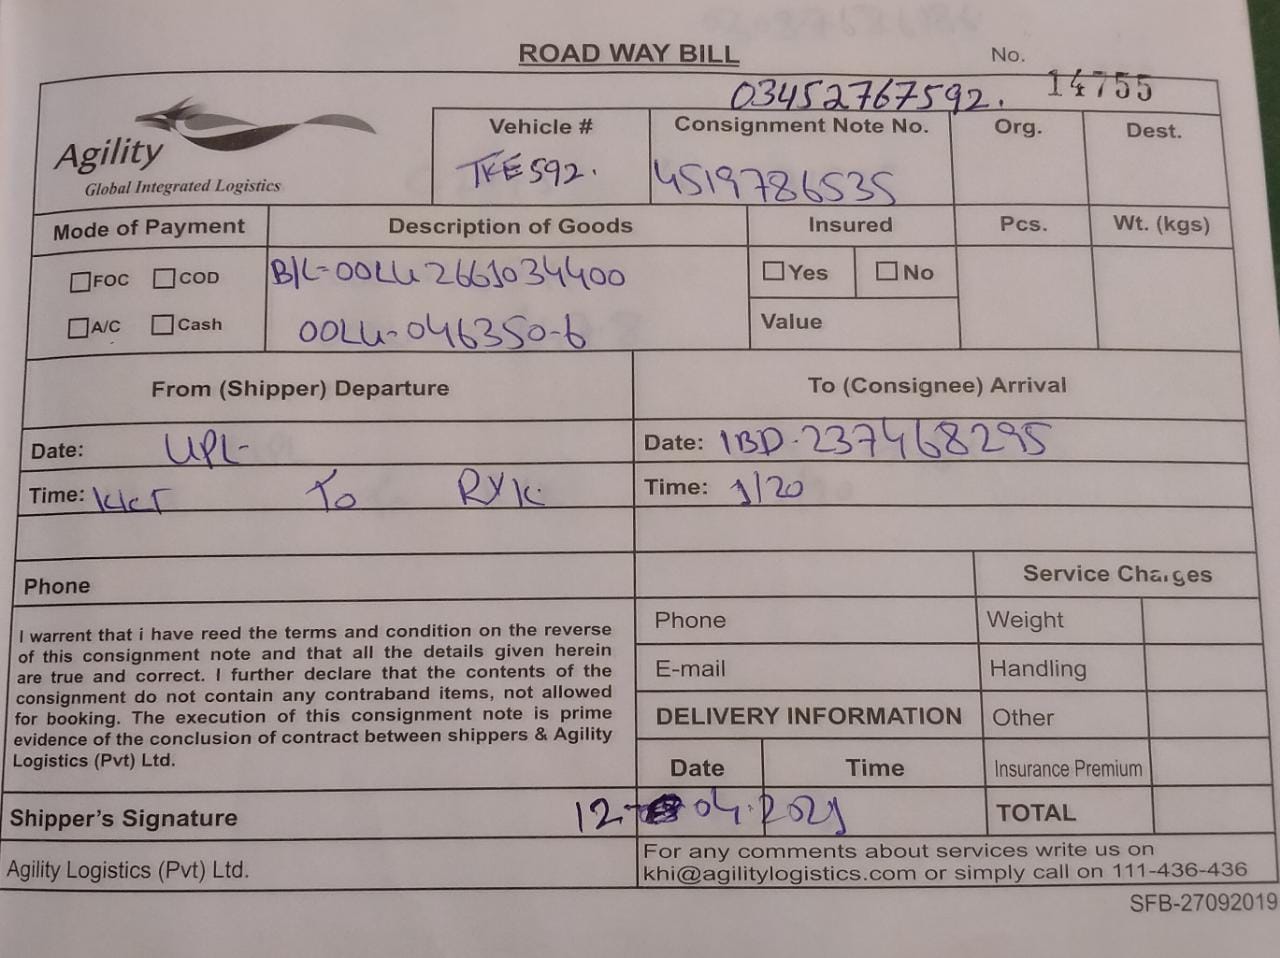 ROAD WAY BILL
No. 14755
03452767592.
Agility
Global Integrated Logistics
Vehicle # Consignment Note No. Org. Dest.
TKE592. 4519786535
Mode of Payment Description of Goods Insured Pcs. Wt. (kgs)
FOC COD B/L-OOLU2661034400 Yes No
A/C Cash OOLU-046350-6 Value
From (Shipper) Departure To (Consignee) Arrival
Date: UPL- Date: IBD-237468295
Time: To RYK. Time: 1/20
Phone Service Charges
I warrent that i have reed the terms and condition on the reverse
of this consignment note and that all the details given herein
are true and correct. I further declare that the contents of the
consignment do not contain any contraband items, not allowed
for booking. The execution of this consignment note is prime
evidence of the conclusion of contract between shippers & Agility
Logistics (Pvt) Ltd.
Phone Weight
E-mail Handling
DELIVERY INFORMATION Other
Date Time Insurance Premium
Shipper's Signature 12-04.2021 TOTAL
Agility Logistics (Pvt) Ltd.
For any comments about services write us on
khi@agilitylogistics.com or simply call on 111-436-436
SFB-27092019